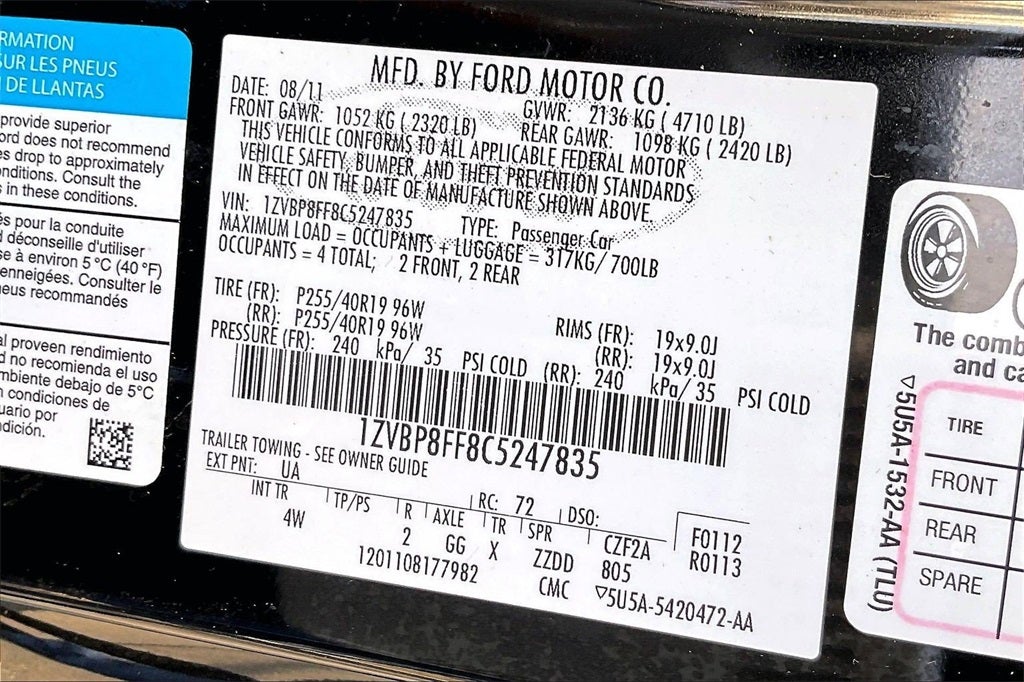 RMATION
SUR LES PNEUS
N DE LLANTAS
provide superior
ord does not recommend
es drop to approximately
onditions. Consult the
s in these conditions.
és pour la conduite
d déconseille d'utiliser
se à environ 5 °C (40 °F)
enneigées. Consulter le
neus recommandés
al proveen rendimiento
d no recomienda el uso
mbiente debajo de 5°C
n condiciones de
uario por
ndición.
MFD. BY FORD MOTOR CO.
DATE: 08/11 GVWR: 2136 KG ( 4710 LB)
FRONT GAWR: 1052 KG ( 2320 LB) REAR GAWR: 1098 KG ( 2420 LB)
THIS VEHICLE CONFORMS TO ALL APPLICABLE FEDERAL MOTOR
VEHICLE SAFETY, BUMPER, AND THEFT PREVENTION STANDARDS
IN EFFECT ON THE DATE OF MANUFACTURE SHOWN ABOVE.
VIN: 1ZVBP8FF8C5247835 TYPE: Passenger Car
MAXIMUM LOAD = OCCUPANTS + LUGGAGE = 317KG/ 700LB
OCCUPANTS = 4 TOTAL; 2 FRONT, 2 REAR
TIRE (FR): P255/40R19 96W RIMS (FR): 19x9.0J
(RR): P255/40R19 96W (RR): 19x9.0J
PRESSURE (FR): 240 kPa/ 35 PSI COLD (RR): 240 kPa/ 35 PSI COLD
1ZVBP8FF8C5247835
TRAILER TOWING - SEE OWNER GUIDE
EXT PNT: UA RC: 72 DSO:
INT TR TP/PS R AXLE TR SPR CZF2A F0112
4W 2 GG X ZZDD 805 R0113
1201108177982 CMC ▽5U5A-5420472-AA
The comb
and ca
TIRE
FRONT
REAR
SPARE
▽5U5A-1532-AA (TLU)